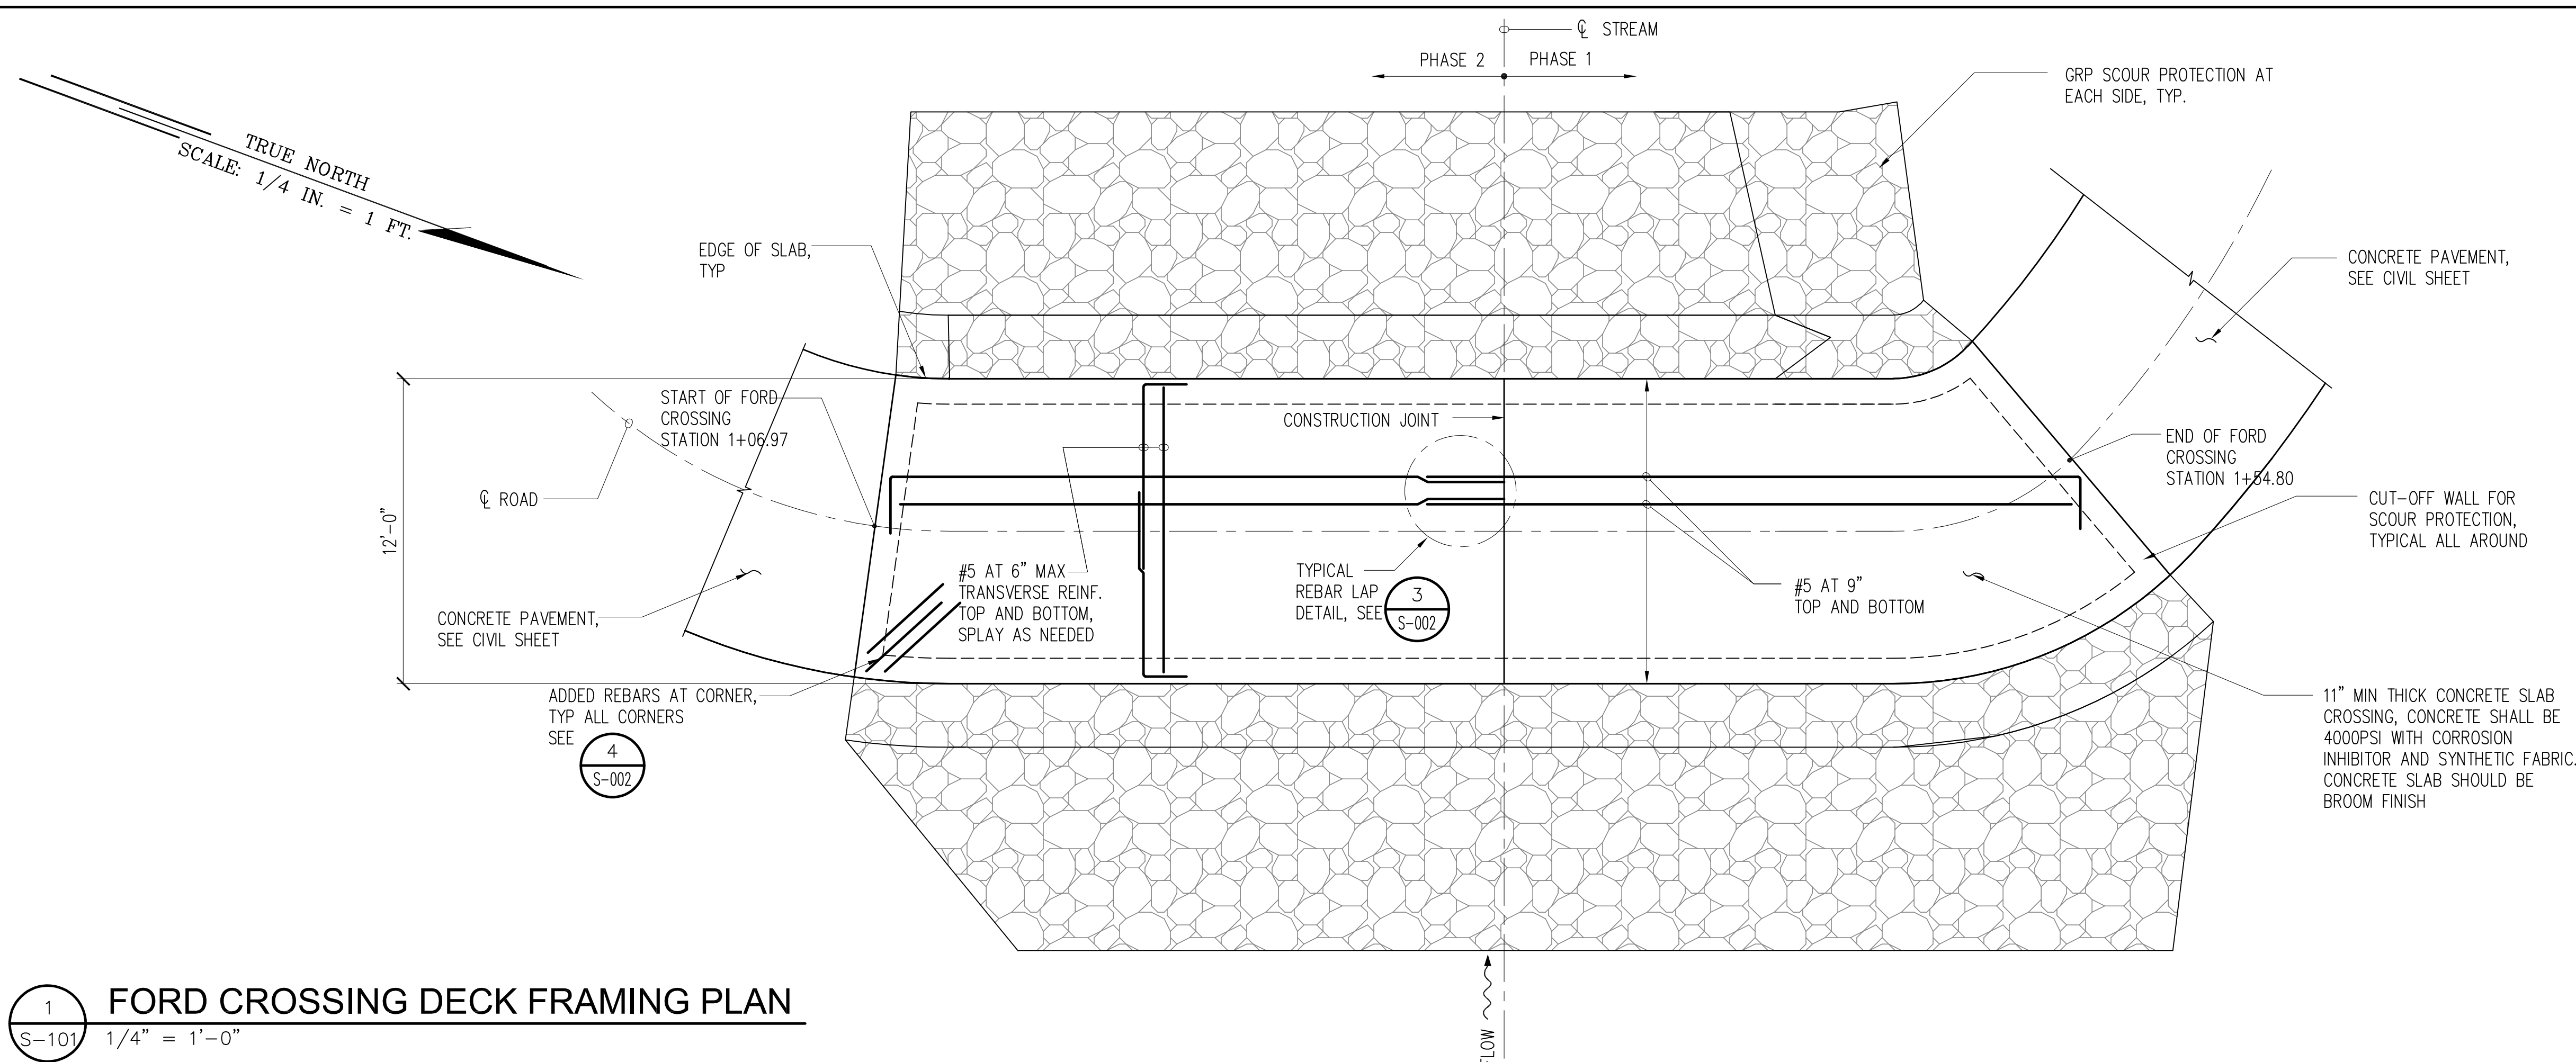 ℄ STREAM
PHASE 2
PHASE 1
GRP SCOUR PROTECTION AT
EACH SIDE, TYP.
TRUE NORTH
SCALE: 1/4 IN. = 1 FT.
EDGE OF SLAB,
TYP
CONCRETE PAVEMENT,
SEE CIVIL SHEET
START OF FORD
CROSSING
STATION 1+06.97
CONSTRUCTION JOINT
END OF FORD
CROSSING
STATION 1+54.80
℄ ROAD
12'-0"
CUT-OFF WALL FOR
SCOUR PROTECTION,
TYPICAL ALL AROUND
#5 AT 6" MAX
TRANSVERSE REINF.
TOP AND BOTTOM,
SPLAY AS NEEDED
TYPICAL
REBAR LAP
DETAIL, SEE
3
S-002
#5 AT 9"
TOP AND BOTTOM
CONCRETE PAVEMENT,
SEE CIVIL SHEET
ADDED REBARS AT CORNER,
TYP ALL CORNERS
SEE
4
S-002
11" MIN THICK CONCRETE SLAB
CROSSING, CONCRETE SHALL BE
4000PSI WITH CORROSION
INHIBITOR AND SYNTHETIC FABRIC.
CONCRETE SLAB SHOULD BE
BROOM FINISH
FLOW
1
S-101
FORD CROSSING DECK FRAMING PLAN
1/4" = 1'-0"